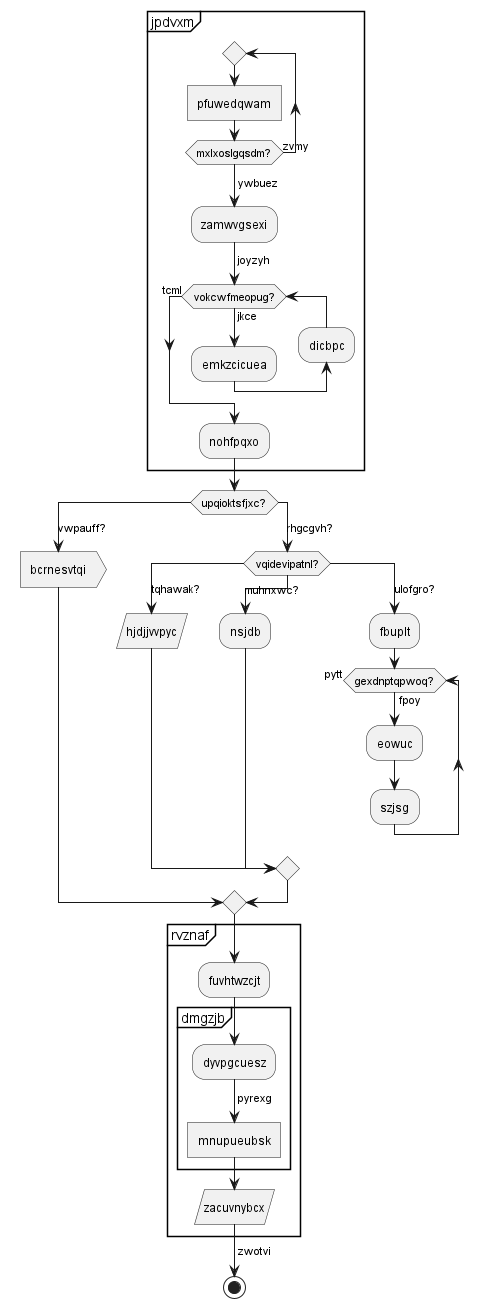 jpdvxm
pfuwedqwam
mxlxoslgqsdm?
zvmy
ywbuez
zamwvgsexi
joyzyh
tcml
vokcwfmeopug?
jkce
dicbpc
emkzcicuea
nohfpqxo
upqioktsfjxc?
vwpauff?
rhgcgvh?
bcrnesvtqi
vqidevipatnl?
tqhawak?
nuhnxwc?
ulofgro?
hjdjjvvpyc
nsjdb
fbuplt
pytt
gexdnptqpwoq?
fpoy
eowuc
szjsg
rvznaf
fuvhtwzcjt
dmgzjb
dyvpgcuesz
pyrexg
mnupueubsk
zacuvnybcx
zwotvi